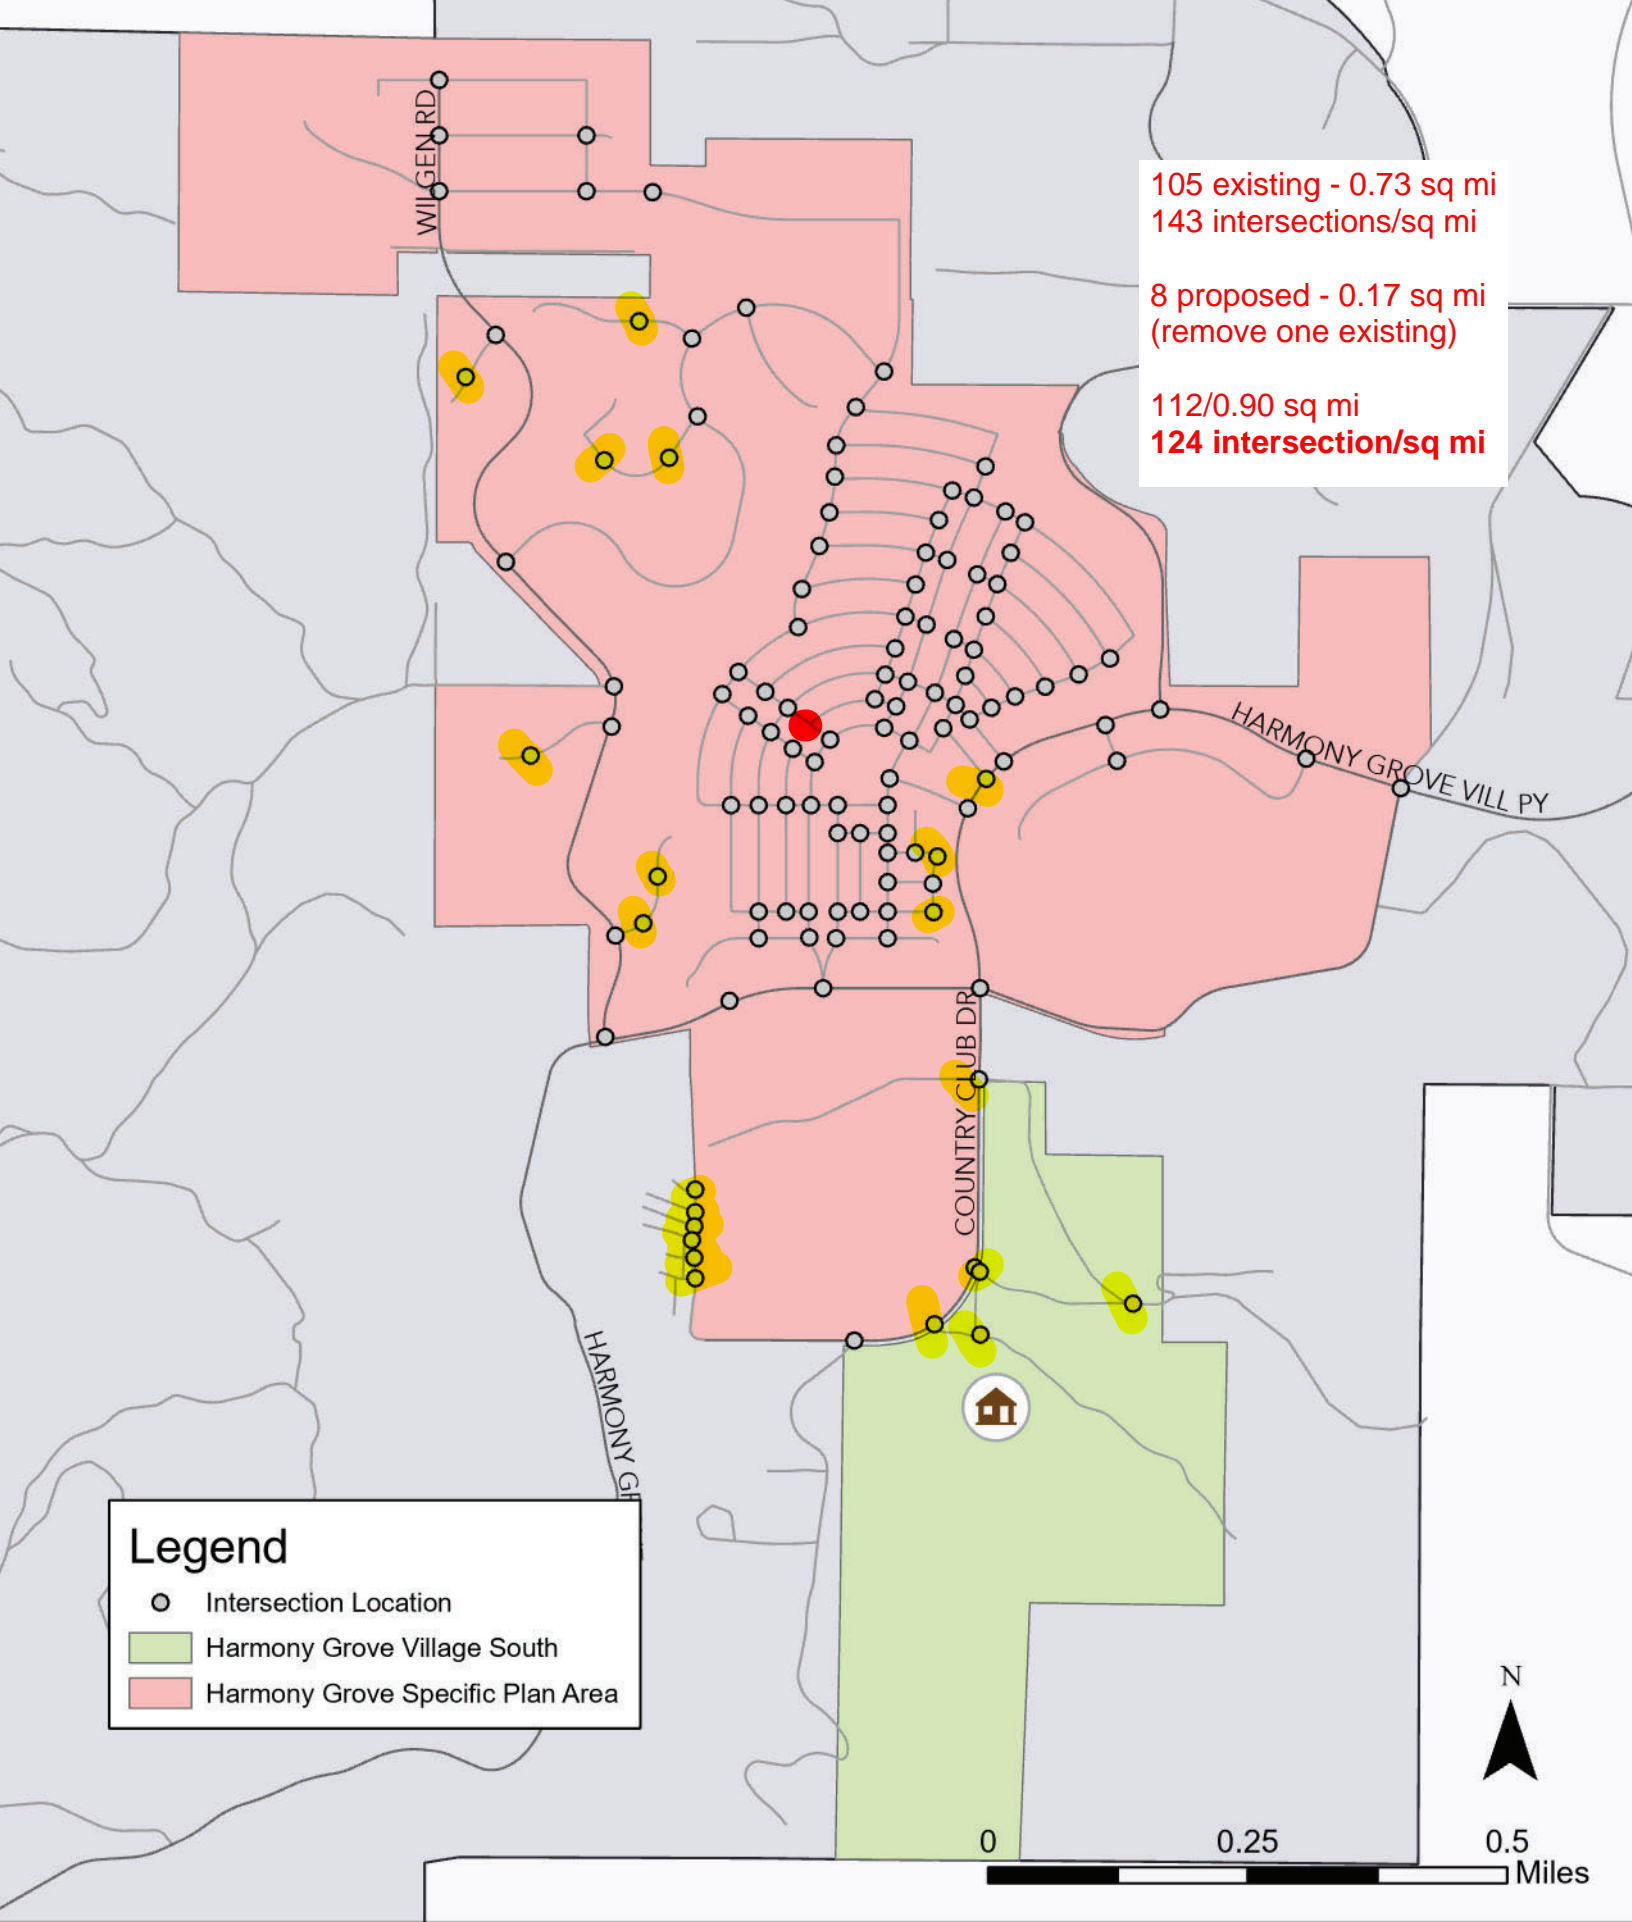 WILGEN RD
105 existing - 0.73 sq mi
143 intersections/sq mi
8 proposed - 0.17 sq mi
(remove one existing)
112/0.90 sq mi
124 intersection/sq mi
HARMONY GROVE VILL PY
COUNTRY CLUB DR
HARMONY GR
Legend
Intersection Location
Harmony Grove Village South
Harmony Grove Specific Plan Area
N
0 0.25 0.5
Miles